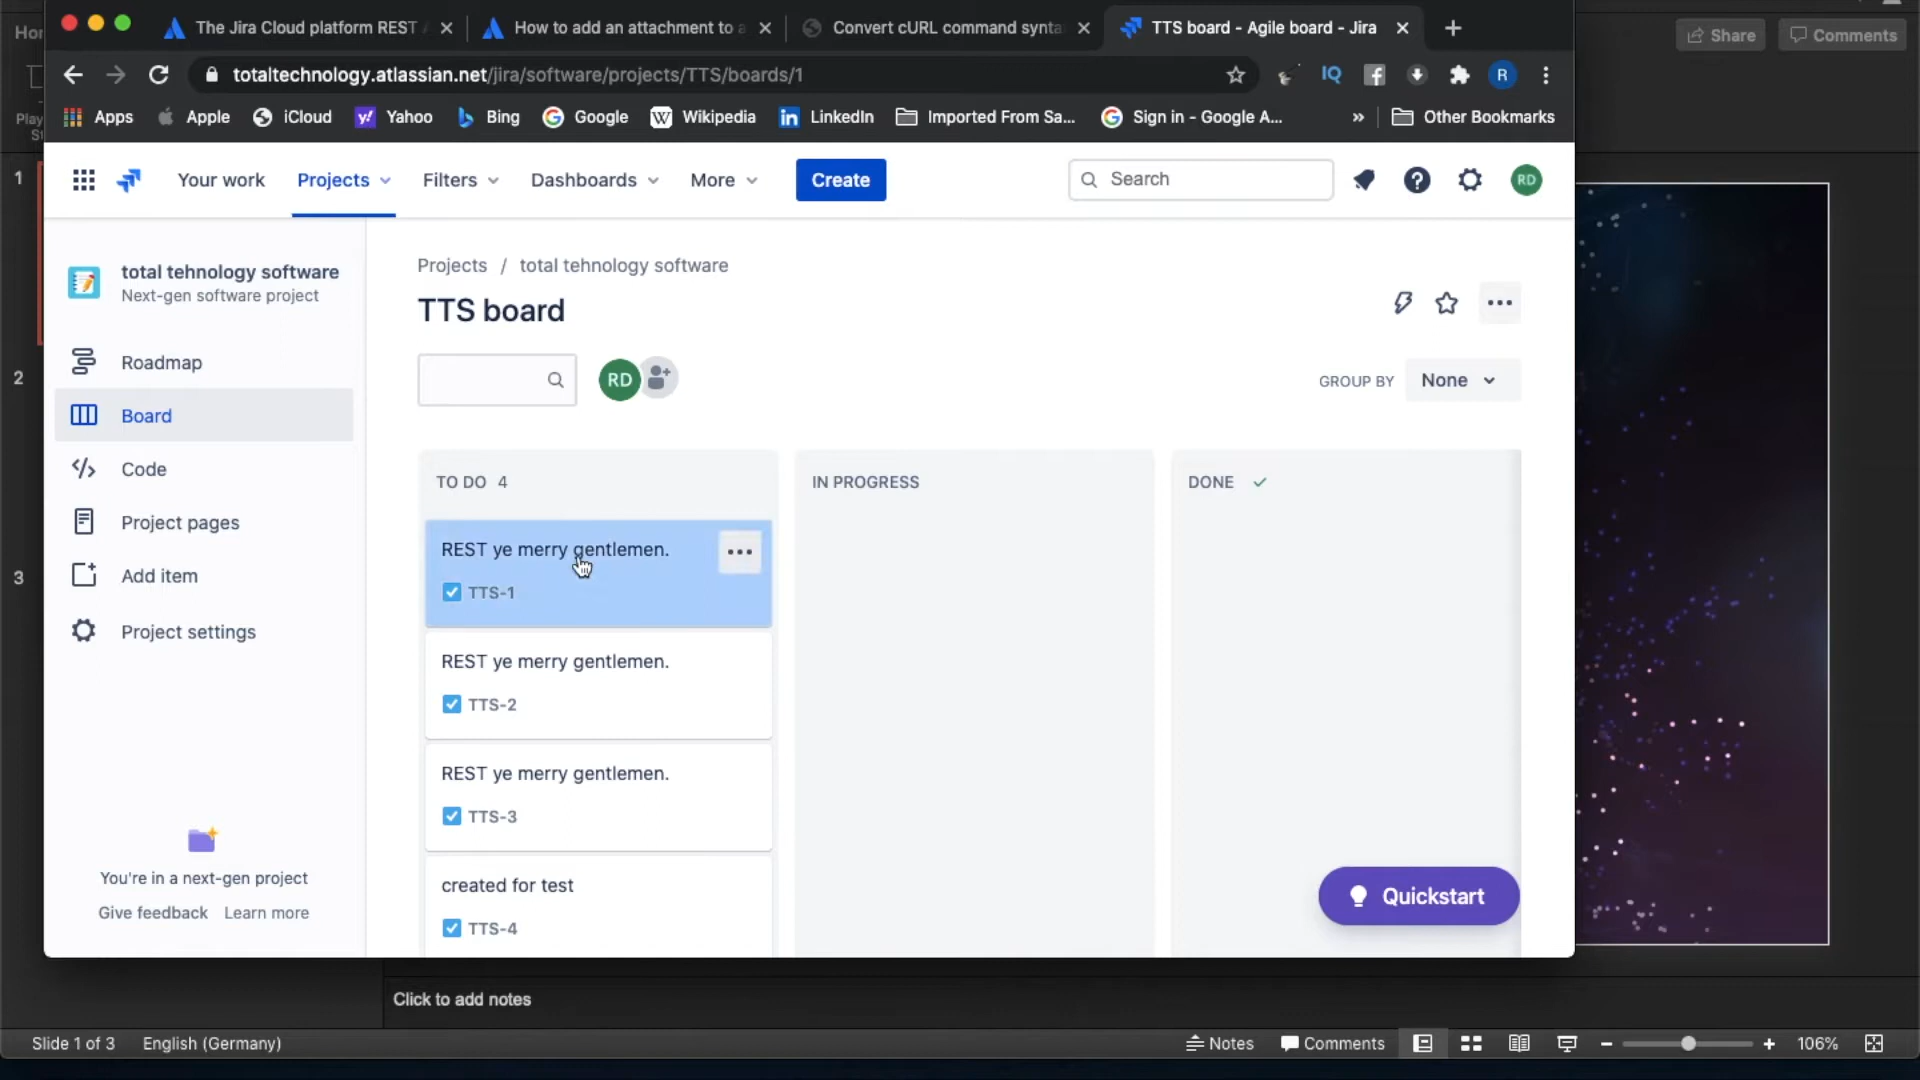 The Jira Cloud platform REST
How to add an attachment to a
Convert cURL command synta
TTS board - Agile board - Jira
Share
Comments
totaltechnology.atlassian.net/jira/software/projects/TTS/boards/1
IQ
R
Apps
Apple
iCloud
Yahoo
Bing
Google
Wikipedia
LinkedIn
Imported From Sa...
Sign in - Google A...
»
Other Bookmarks
Your work
Projects
Filters
Dashboards
More
Create
Search
RD
total tehnology software
Next-gen software project
Roadmap
Board
Code
Project pages
Add item
Project settings
You're in a next-gen project
Give feedback
Learn more
Projects / total tehnology software
TTS board
RD
GROUP BY
None
TO DO 4
REST ye merry gentlemen.
TTS-1
REST ye merry gentlemen.
TTS-2
REST ye merry gentlemen.
TTS-3
created for test
TTS-4
IN PROGRESS
DONE
Quickstart
1
2
3
Click to add notes
Slide 1 of 3
English (Germany)
Notes
Comments
106%